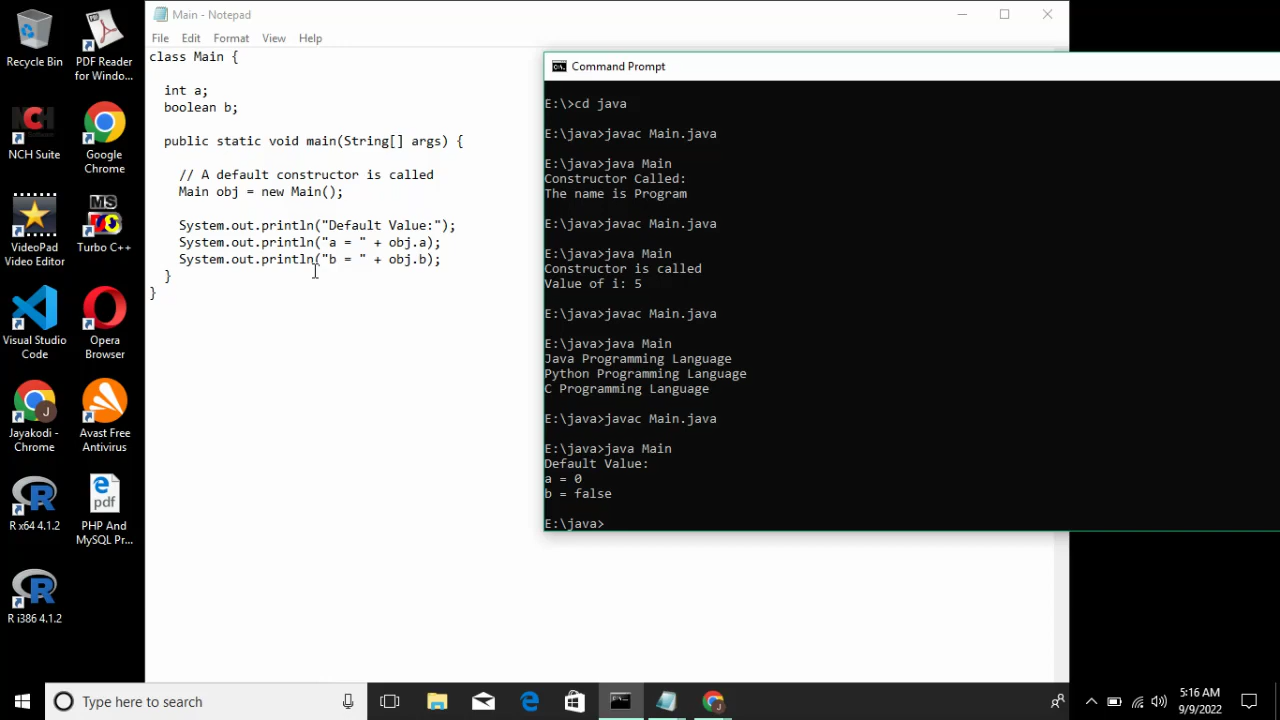 Recycle Bin
PDF Reader
for Windo...
NCH
NCH Suite
Google
Chrome
VideoPad
Video Editor
MS
Turbo C++
Visual Studio
Code
Opera
Browser
J
Jayakodi -
Chrome
Avast Free
Antivirus
R x64 4.1.2
pdf
PHP And
MySQL Pr...
R i386 4.1.2
Main - Notepad
File Edit Format View Help
class Main {
int a;
boolean b;
public static void main(String[] args) {
// A default constructor is called
Main obj = new Main();
System.out.println("Default Value:");
System.out.println("a = " + obj.a);
System.out.println("b = " + obj.b);
}
}
Command Prompt
E:\>cd java
E:\java>javac Main.java
E:\java>java Main
Constructor Called:
The name is Program
E:\java>javac Main.java
E:\java>java Main
Constructor is called
Value of i: 5
E:\java>javac Main.java
E:\java>java Main
Java Programming Language
Python Programming Language
C Programming Language
E:\java>javac Main.java
E:\java>java Main
Default Value:
a = 0
b = false
E:\java>
Type here to search
5:16 AM
9/9/2022